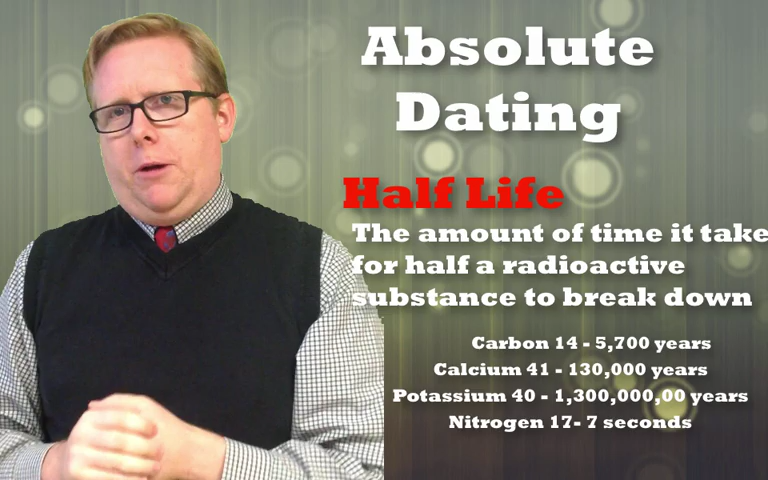 Absolute
Dating
Half Life
The amount of time it take
for half a radioactive
substance to break down
Carbon 14 - 5,700 years
Calcium 41 - 130,000 years
Potassium 40 - 1,300,000,00 years
Nitrogen 17- 7 seconds